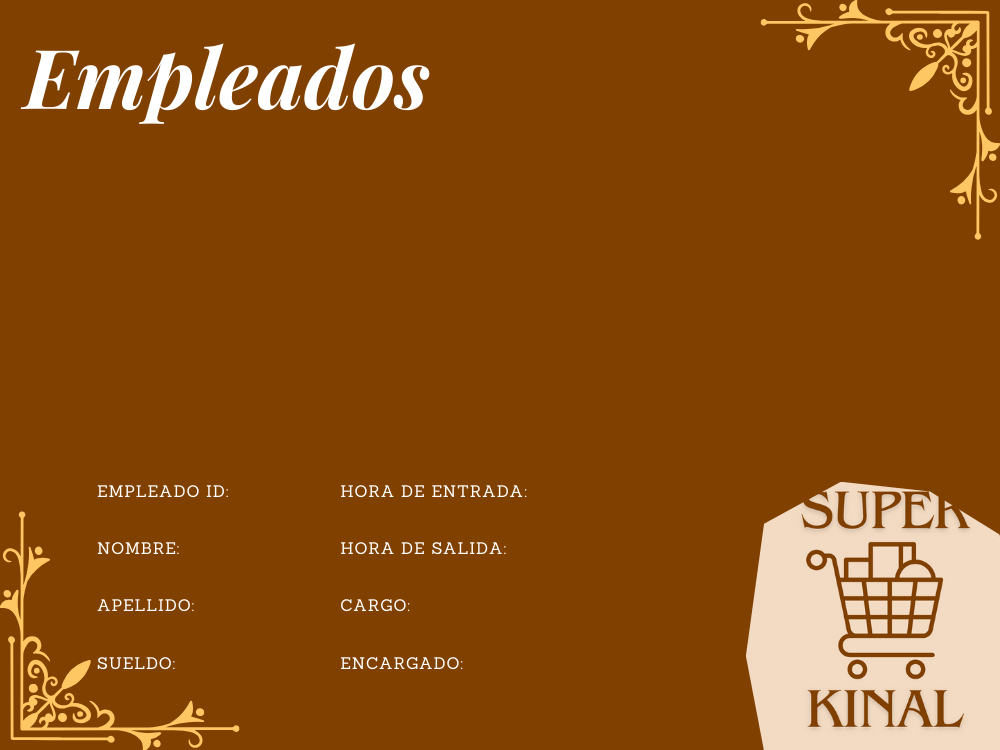 Empleados
EMPLEADO ID:
HORA DE ENTRADA:
NOMBRE:
HORA DE SALIDA:
APELLIDO:
CARGO:
SUELDO:
ENCARGADO:
SUPER
KINAL